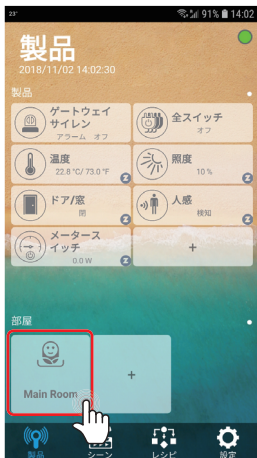 23°
91% 14:02
製品
2018/11/02 14:02:30
製品
ゲートウェイ
サイレン
アラーム オフ
全スイッチ
オフ
温度
22.8 °C/ 73.0 °F
照度
10 %
ドア/窓
閉
人感
検知
メータース
イッチ
0.0 W
+
部屋
Main Room
+
製品
シーン
レシピ
設定